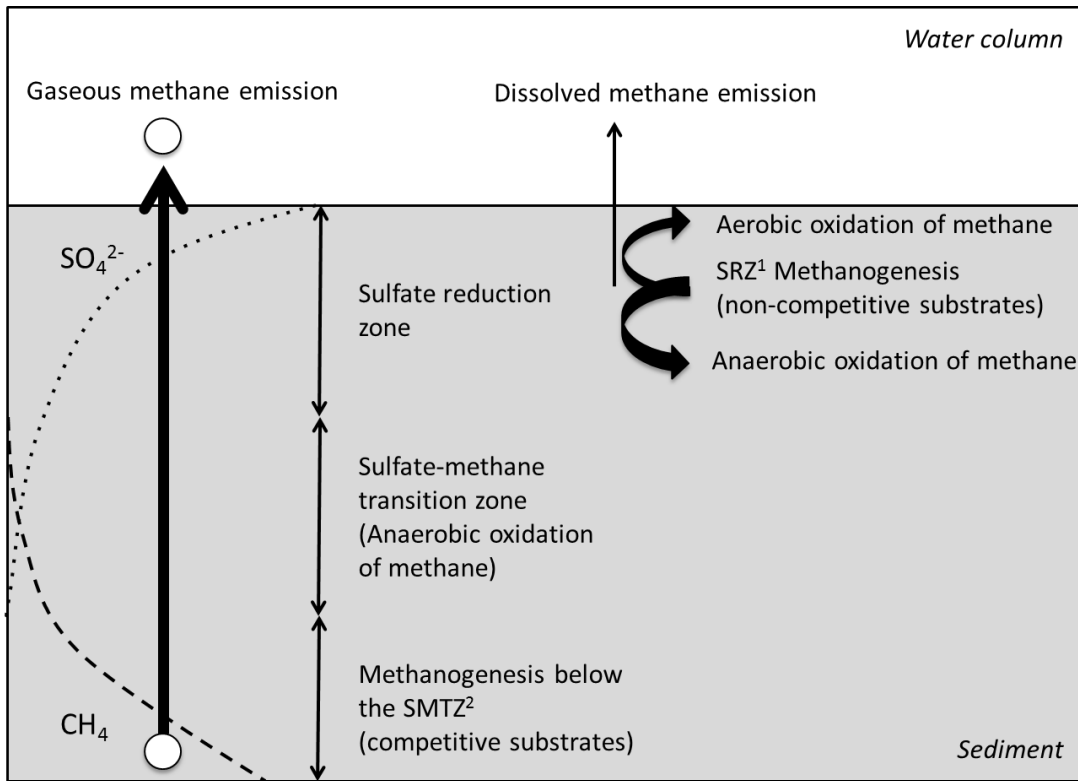 Water column
Gaseous methane emission
Dissolved methane emission
SO₄²⁻
Aerobic oxidation of methane
SRZ¹ Methanogenesis
(non-competitive substrates)
Anaerobic oxidation of methane
Sulfate reduction
zone
Sulfate-methane
transition zone
(Anaerobic oxidation
of methane)
Methanogenesis below
the SMTZ²
(competitive substrates)
CH₄
Sediment